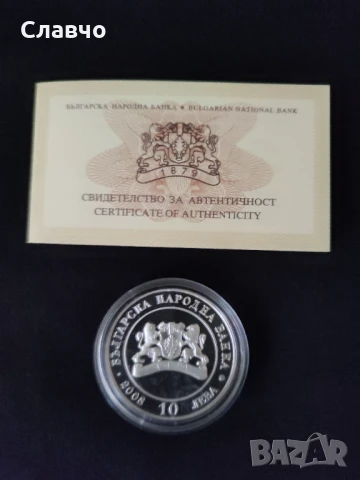 Славчо
БЪЛГАРСКА НАРОДНА БАНКА • BULGARIAN NATIONAL BANK
1879
СВИДЕТЕЛСТВО ЗА АВТЕНТИЧНОСТ
CERTIFICATE OF AUTHENTICITY
• БЪЛГАРСКА НАРОДНА БАНКА •
2008 10 ЛЕВА
BAZAR